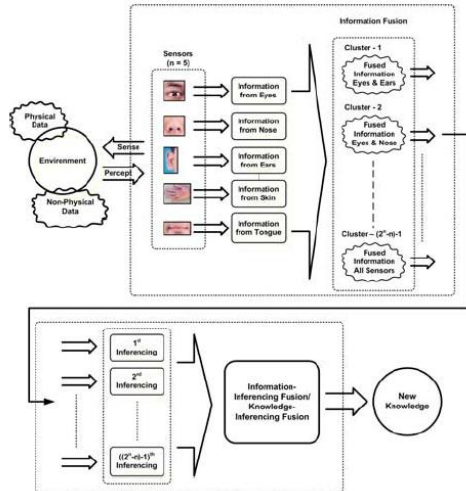 Information Fusion
Sensors
(n = 5)
Physical
Data
Environment
Non-Physical
Data
Sense
Percept
Information
from Eyes
Information
from Nose
Information
from Ears
Information
from Skin
Information
from Tongue
Cluster - 1
Fused
Information
Eyes & Ears
Cluster - 2
Fused
Information
Eyes & Nose
Cluster – (2ⁿ-n)-1
Fused
Information
All Sensors
1st
Inferencing
2nd
Inferencing
((2ⁿ-n)-1)th
Inferencing
Information-
Inferencing Fusion/
Knowledge-
Inferencing Fusion
New
Knowledge